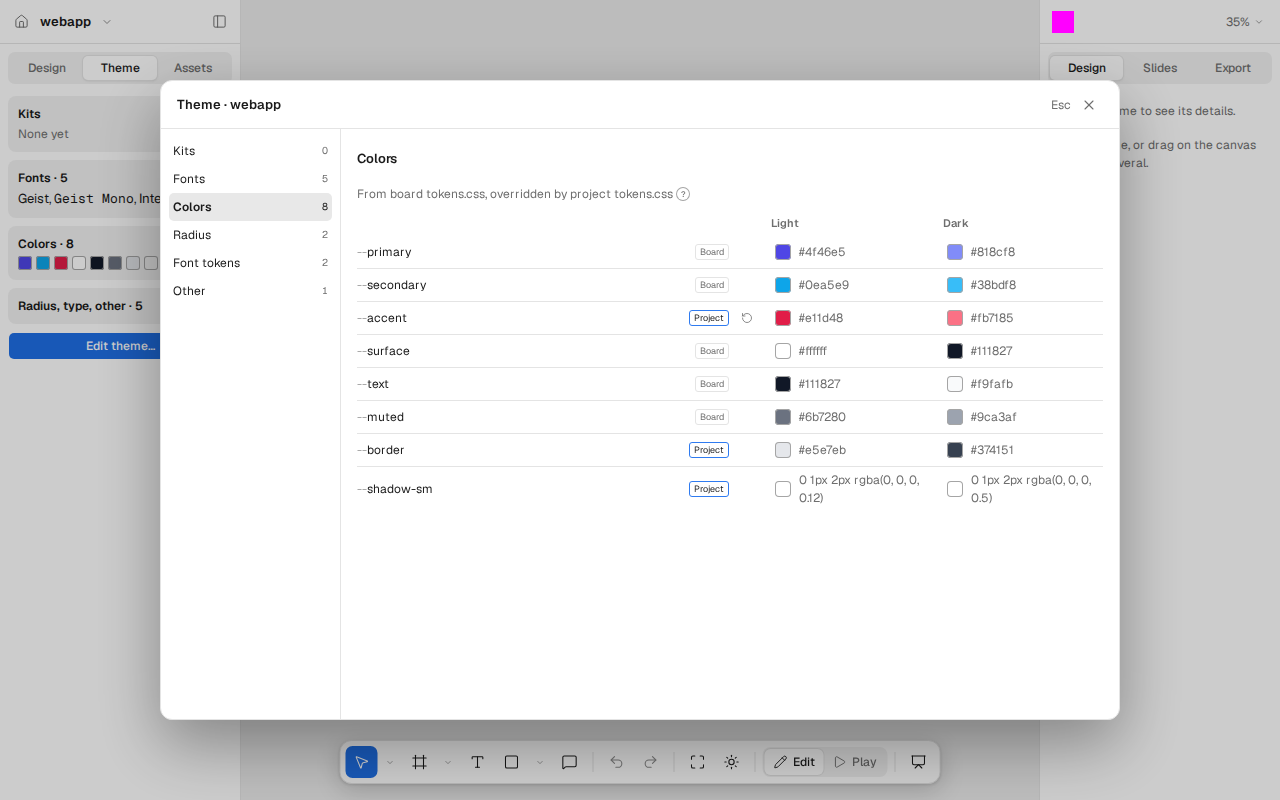 webapp
35%
Design
Theme
Assets
Design
Slides
Export
Kits
None yet
Fonts · 5
Geist, Geist Mono, Inte
Colors · 8
Radius, type, other · 5
Edit theme…
me to see its details.
e, or drag on the canvas
veral.
Theme · webapp
Esc
Kits 0
Fonts 5
Colors 8
Radius 2
Font tokens 2
Other 1
Colors
From board tokens.css, overridden by project tokens.css ?
Light Dark
--primary Board #4f46e5 #818cf8
--secondary Board #0ea5e9 #38bdf8
--accent Project #e11d48 #fb7185
--surface Board #ffffff #111827
--text Board #111827 #f9fafb
--muted Board #6b7280 #9ca3af
--border Project #e5e7eb #374151
--shadow-sm Project 0 1px 2px rgba(0, 0, 0, 0.12) 0 1px 2px rgba(0, 0, 0, 0.5)
Edit
Play